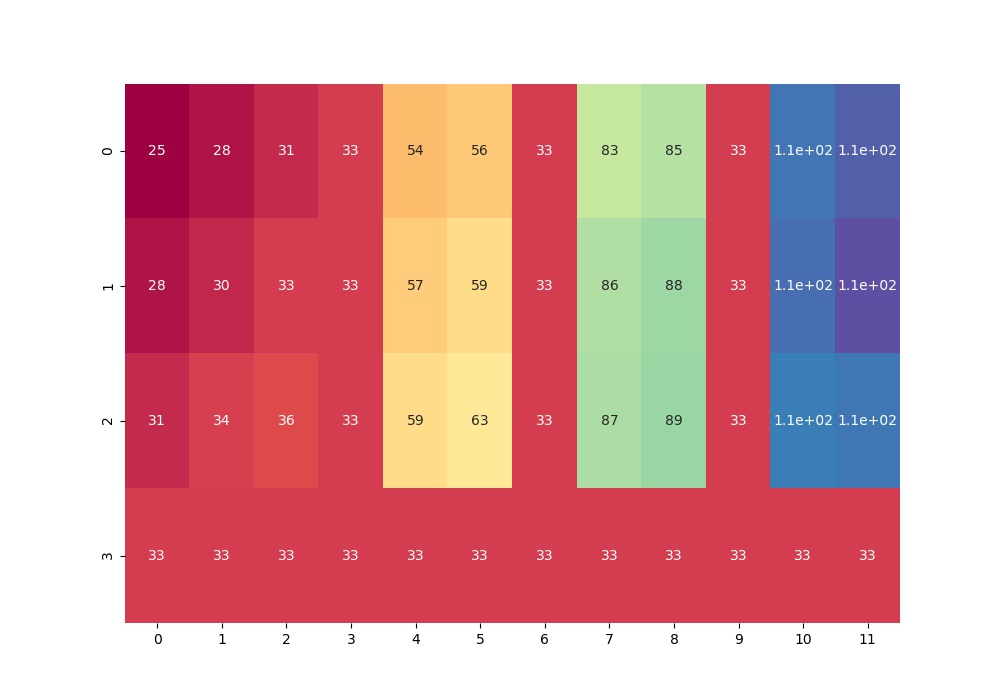 0 25 28 31 33 54 56 33 83 85 33 1.1e+02 1.1e+02
1 28 30 33 33 57 59 33 86 88 33 1.1e+02 1.1e+02
2 31 34 36 33 59 63 33 87 89 33 1.1e+02 1.1e+02
3 33 33 33 33 33 33 33 33 33 33 33 33
0 1 2 3 4 5 6 7 8 9 10 11